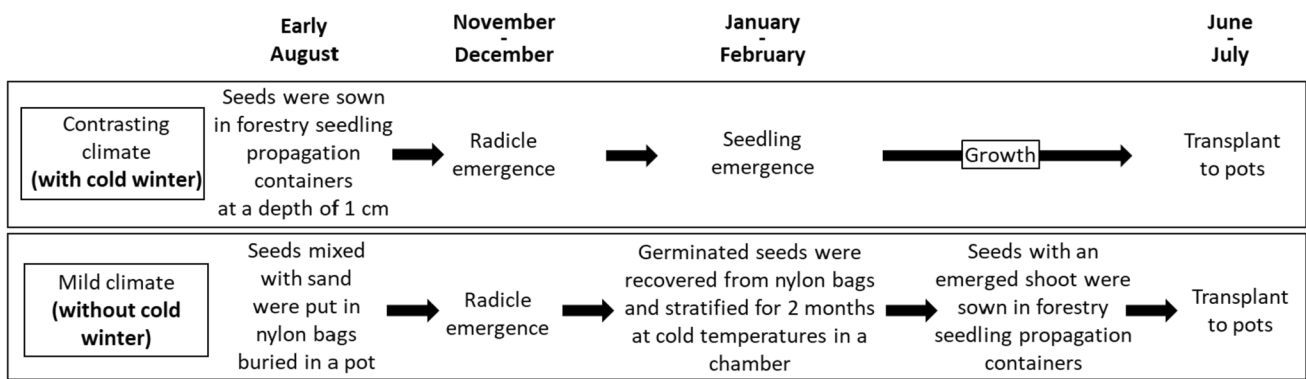 Early
August
November
-
December
January
-
February
June
-
July
Contrasting
climate
(with cold winter)
Seeds were sown
in forestry seedling
propagation
containers
at a depth of 1 cm
Radicle
emergence
Seedling
emergence
Growth
Transplant
to pots
Mild climate
(without cold
winter)
Seeds mixed
with sand
were put in
nylon bags
buried in a pot
Radicle
emergence
Germinated seeds were
recovered from nylon bags
and stratified for 2 months
at cold temperatures in a
chamber
Seeds with an
emerged shoot were
sown in forestry
seedling propagation
containers
Transplant
to pots